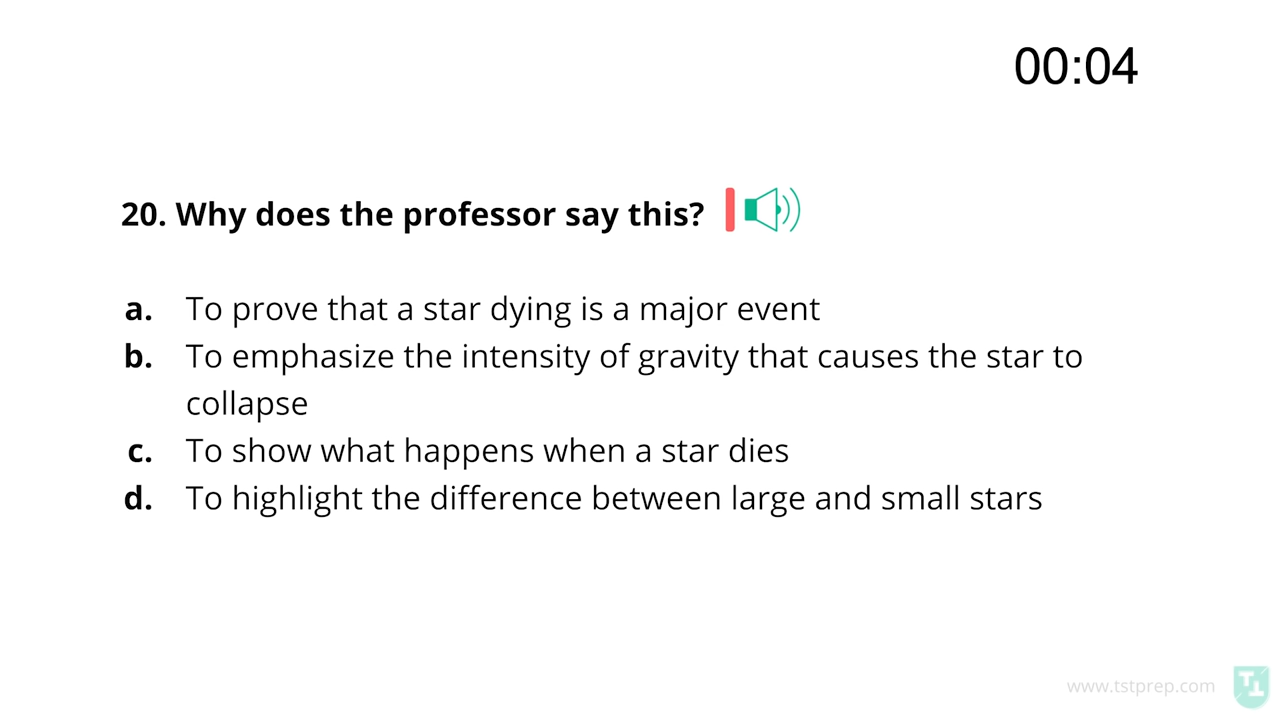 00:04
20. Why does the professor say this?
a. To prove that a star dying is a major event
b. To emphasize the intensity of gravity that causes the star to
collapse
c. To show what happens when a star dies
d. To highlight the difference between large and small stars
www.tstprep.com